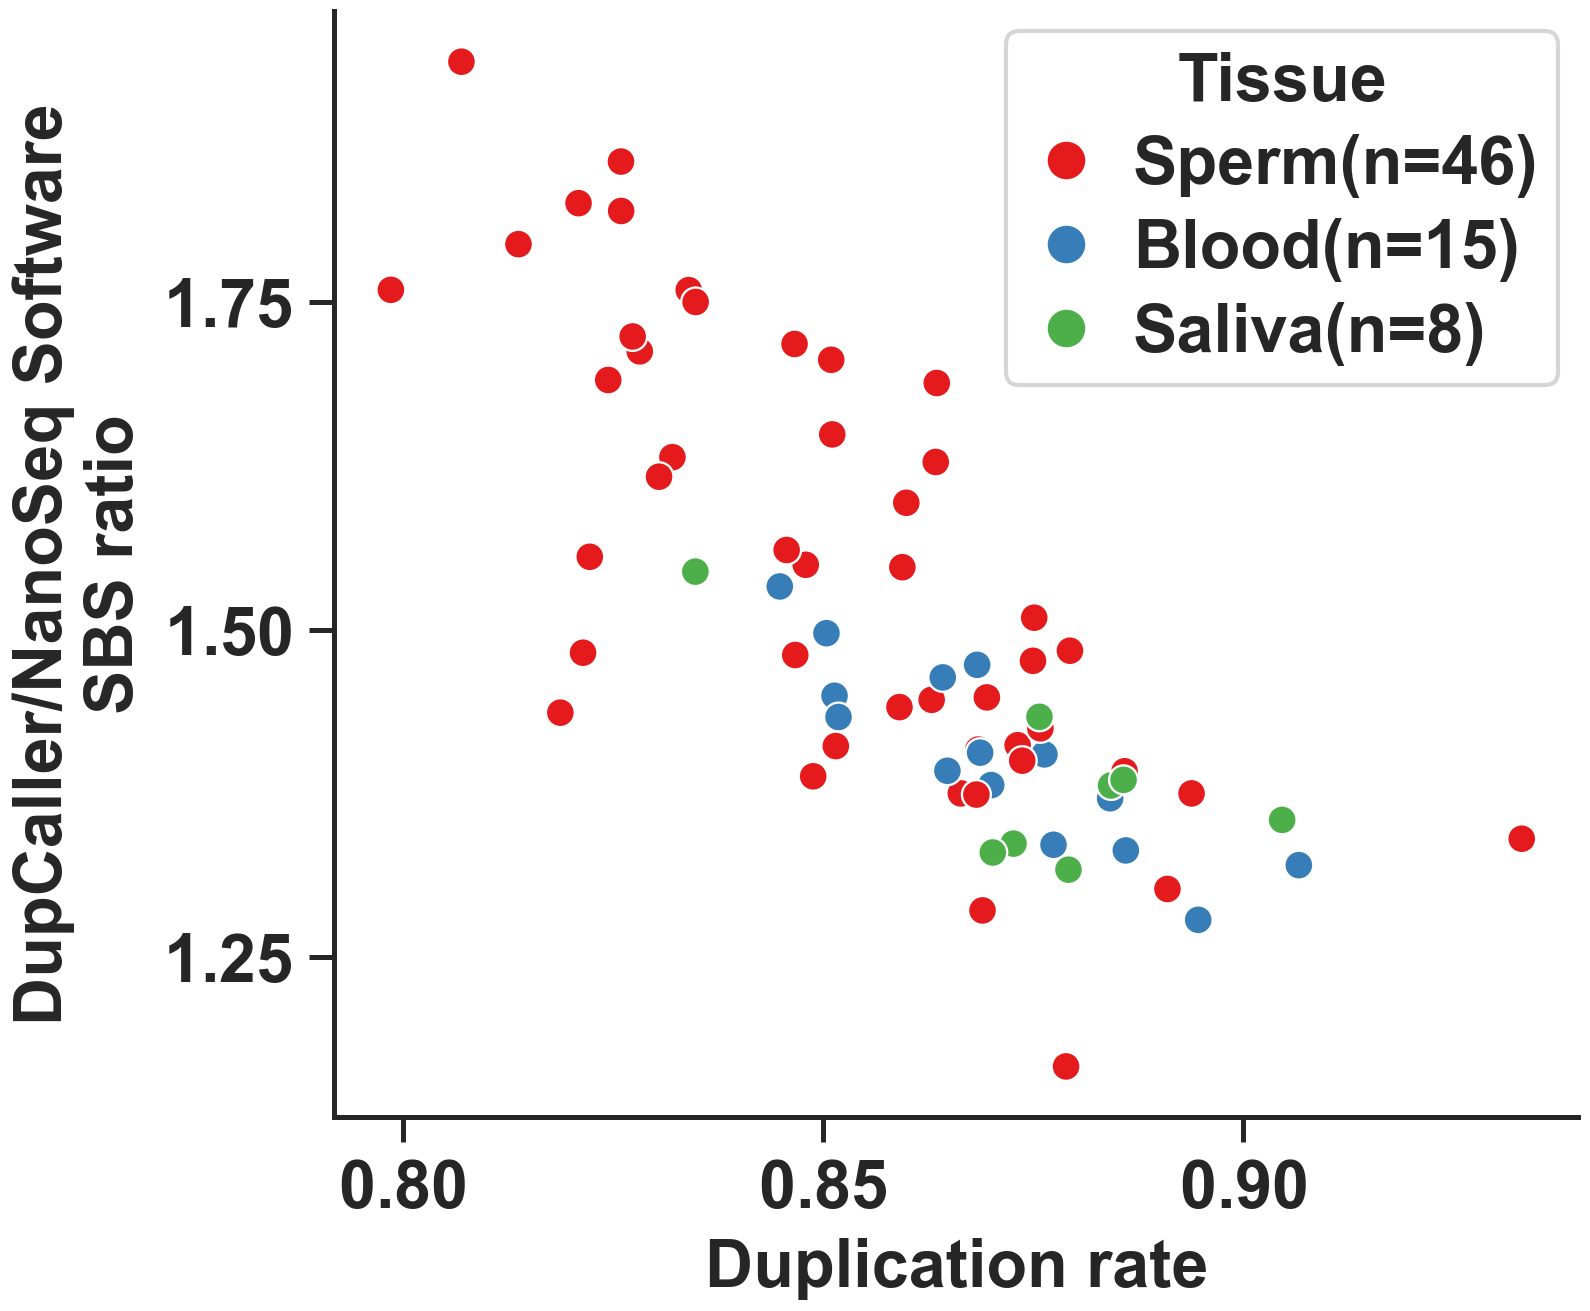 DupCaller/NanoSeq Software
SBS ratio
1.75
1.50
1.25
Tissue
Sperm(n=46)
Blood(n=15)
Saliva(n=8)
0.80
0.85
0.90
Duplication rate